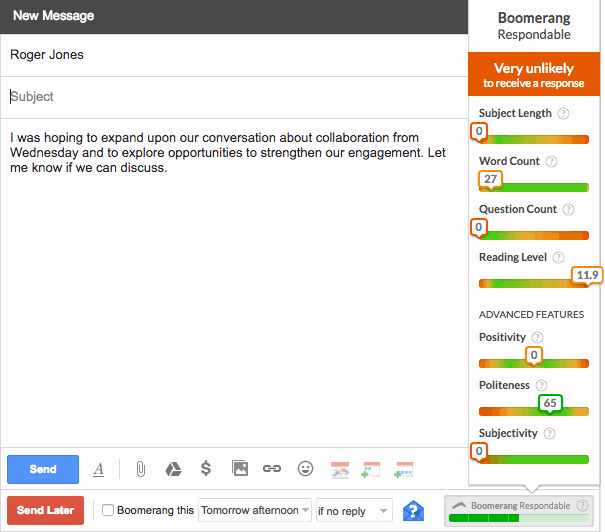 New Message
Roger Jones
Subject
I was hoping to expand upon our conversation about collaboration from
Wednesday and to explore opportunities to strengthen our engagement. Let
me know if we can discuss.
Boomerang
Respondable
Very unlikely
to receive a response
Subject Length ?
0
Word Count ?
27
Question Count ?
0
Reading Level ?
11.9
ADVANCED FEATURES
Positivity ?
0
Politeness ?
65
Subjectivity ?
0
Send A $
Send Later Boomerang this Tomorrow afternoon if no reply Boomerang Respondable ?